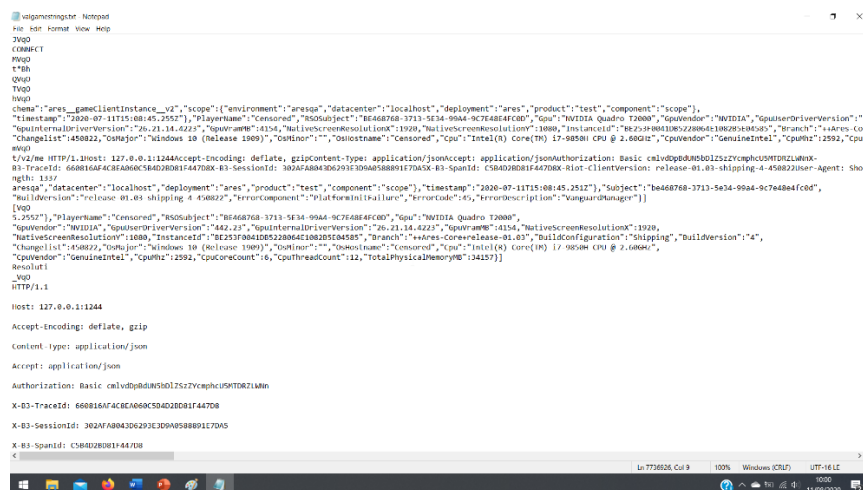 valgamestrings.txt - Notepad
File Edit Format View Help
JVqO
CONNECT
MVqO
t*Bh
QVqO
TVqO
hVqO
chema":"ares__gameClientInstance__v2","scope":{"environment":"aresqa","datacenter":"localhost","deployment":"ares","product":"test","component":"scope"},
"timestamp":"2020-07-11T15:08:45.255Z"},"PlayerName":"Censored","RSOSubject":"BE468768-3713-5E34-99A4-9C7E48E4FC0D","Gpu":"NVIDIA Quadro T2000","GpuVendor":"NVIDIA","GpuUserDriverVersion":"
"GpuInternalDriverVersion":"26.21.14.4223","GpuVramMB":4154,"NativeScreenResolutionX":1920,"NativeScreenResolutionY":1080,"InstanceId":"BE253F0041DB5228064E1082B5E04585","Branch":"++Ares-Co
"Changelist":450822,"OsMajor":"Windows 10 (Release 1909)","OsMinor":"","OsHostname":"Censored","Cpu":"Intel(R) Core(TM) i7-9850H CPU @ 2.60GHz","CpuVendor":"GenuineIntel","CpuMhz":2592,"Cpu
mVqO
t/v2/me HTTP/1.1Host: 127.0.0.1:1244Accept-Encoding: deflate, gzipContent-Type: application/jsonAccept: application/jsonAuthorization: Basic X-
B3-TraceId: 660816AF4C8EA060C5B4D2BD81F447D8X-B3-SessionId: 302AFA8043D6293E3D9A0588891E7DA5X-B3-SpanId: C5B4D2BD81F447D8X-Riot-ClientVersion: release-01.03-shipping-4-450822User-Agent: Sho
ngth: 1337
aresqa","datacenter":"localhost","deployment":"ares","product":"test","component":"scope"},"timestamp":"2020-07-11T15:08:45.251Z"},"Subject":"be468768-3713-5e34-99a4-9c7e48e4fc0d",
"BuildVersion":"release 01.03 shipping 4 450822","ErrorComponent":"PlatformInitFailure","ErrorCode":45,"ErrorDescription":"VanguardManager"]]
[VqO
5.255Z"},"PlayerName":"Censored","RSOSubject":"BE468768-3713-5E34-99A4-9C7E48E4FC0D","Gpu":"NVIDIA Quadro T2000",
"GpuVendor":"NVIDIA","GpuUserDriverVersion":"442.23","GpuInternalDriverVersion":"26.21.14.4223","GpuVramMB":4154,"NativeScreenResolutionX":1920,
"NativeScreenResolutionY":1080,"InstanceId":"BE253F0041DB5228064E1082B5E04585","Branch":"++Ares-Core+release-01.03","BuildConfiguration":"Shipping","BuildVersion":"4",
"Changelist":450822,"OsMajor":"Windows 10 (Release 1909)","OsMinor":"","OsHostname":"Censored","Cpu":"Intel(R) Core(TM) i7-9850H CPU @ 2.60GHz",
"CpuVendor":"GenuineIntel","CpuMhz":2592,"CpuCoreCount":6,"CpuThreadCount":12,"TotalPhysicalMemoryMB":34157}]
Resoluti
_VqO
HTTP/1.1
Host: 127.0.0.1:1244
Accept-Encoding: deflate, gzip
Content-Type: application/json
Accept: application/json
Authorization: Basic
X-B3-TraceId: 660816AF4C8EA060C5B4D2BD81F447D8
X-B3-SessionId: 302AFA8043D6293E3D9A0588891E7DA5
X-B3-SpanId: C5B4D2BD81F447D8
Ln 7736926, Col 9 100% Windows (CRLF) UTF-16 LE
10:00
11/09/2020